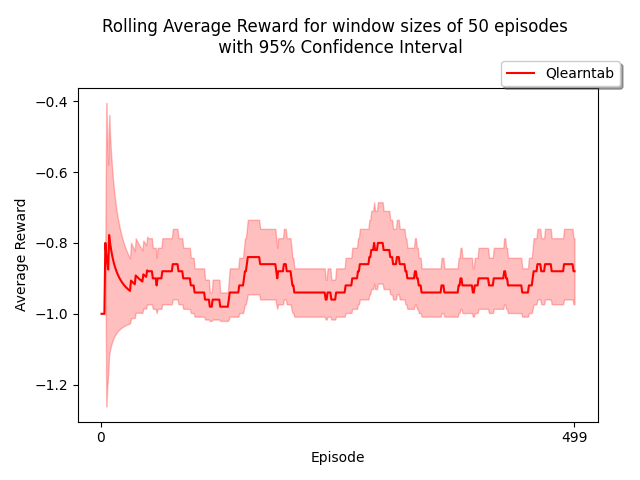 Rolling Average Reward for window sizes of 50 episodes
with 95% Confidence Interval
Qlearntab
−0.4
−0.6
−0.8
−1.0
−1.2
Average Reward
0
499
Episode